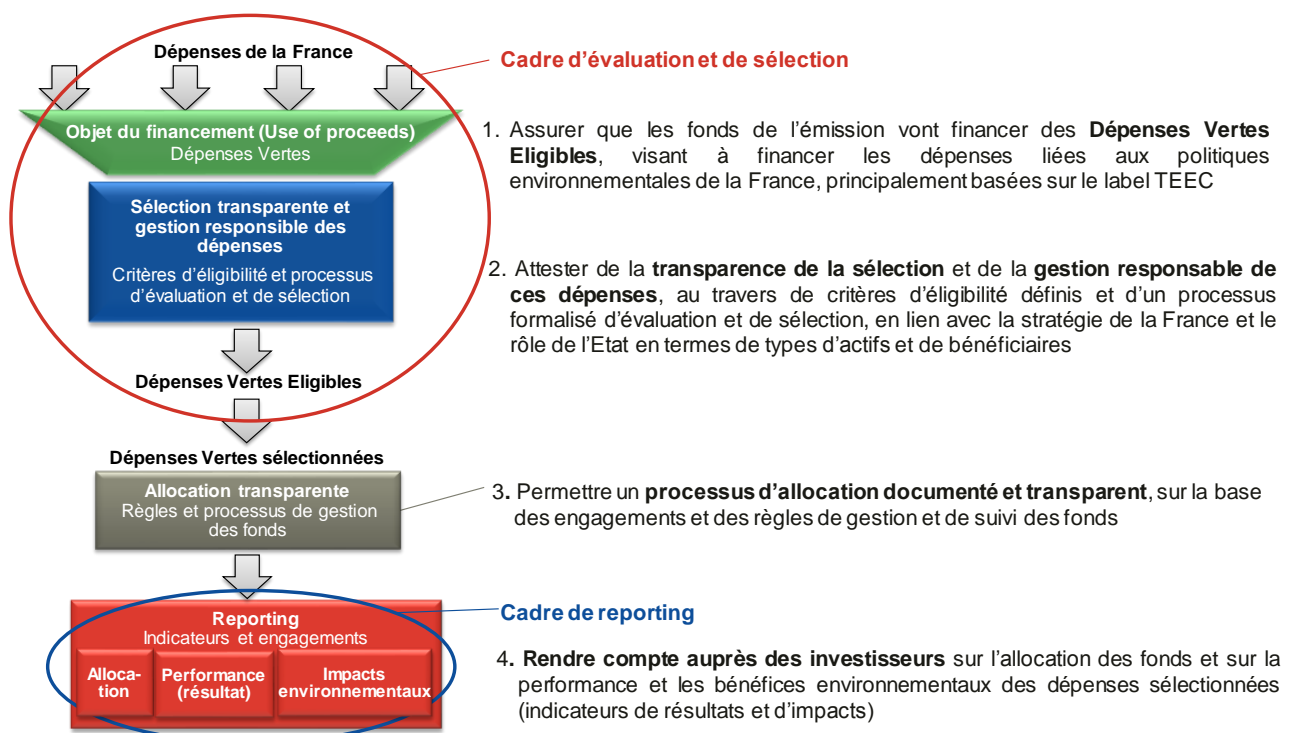 Dépenses de la France
Cadre d'évaluation et de sélection
Objet du financement (Use of proceeds)
Dépenses Vertes
1. Assurer que les fonds de l'émission vont financer des Dépenses Vertes
Eligibles, visant à financer les dépenses liées aux politiques
environnementales de la France, principalement basées sur le label TEEC
Sélection transparente et
gestion responsible des
dépenses
Critères d'éligibilité et processus
d'évaluation et de sélection
2. Attester de la transparence de la sélection et de la gestion responsable de
ces dépenses, au travers de critères d'éligibilité définis et d'un processus
formalisé d'évaluation et de sélection, en lien avec la stratégie de la France et le
rôle de l'Etat en termes de types d'actifs et de bénéficiaires
Dépenses Vertes Eligibles
Dépenses Vertes sélectionnées
Allocation transparente
Règles et processus de gestion
des fonds
3. Permettre un processus d'allocation documenté et transparent, sur la base
des engagements et des règles de gestion et de suivi des fonds
Cadre de reporting
Reporting
Indicateurs et engagements
Alloca-
tion
Performance
(résultat)
Impacts
environnementaux
4. Rendre compte auprès des investisseurs sur l'allocation des fonds et sur la
performance et les bénéfices environnementaux des dépenses sélectionnées
(indicateurs de résultats et d'impacts)